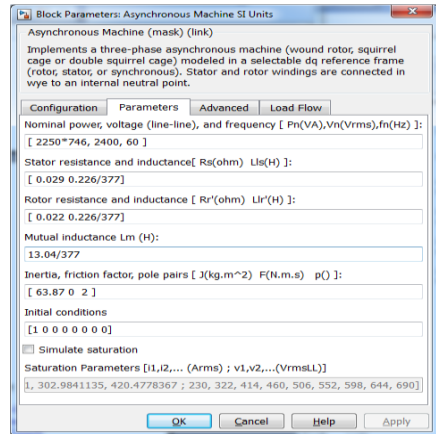 Block Parameters: Asynchronous Machine SI Units
Asynchronous Machine (mask) (link)
Implements a three-phase asynchronous machine (wound rotor, squirrel
cage or double squirrel cage) modeled in a selectable dq reference frame
(rotor, stator, or synchronous). Stator and rotor windings are connected in
wye to an internal neutral point.
Configuration Parameters Advanced Load Flow
Nominal power, voltage (line-line), and frequency [ Pn(VA),Vn(Vrms),fn(Hz) ]:
[ 2250*746, 2400, 60 ]
Stator resistance and inductance[ Rs(ohm) Lls(H) ]:
[ 0.029 0.226/377]
Rotor resistance and inductance [ Rr'(ohm) Llr'(H) ]:
[ 0.022 0.226/377]
Mutual inductance Lm (H):
13.04/377
Inertia, friction factor, pole pairs [ J(kg.m^2) F(N.m.s) p() ]:
[ 63.87 0 2 ]
Initial conditions
[1 0 0 0 0 0 0 0]
Simulate saturation
Saturation Parameters [i1,i2,... (Arms) ; v1,v2,...(VrmsLL)]
1, 302.9841135, 420.4778367 ; 230, 322, 414, 460, 506, 552, 598, 644, 690]
OK Cancel Help Apply